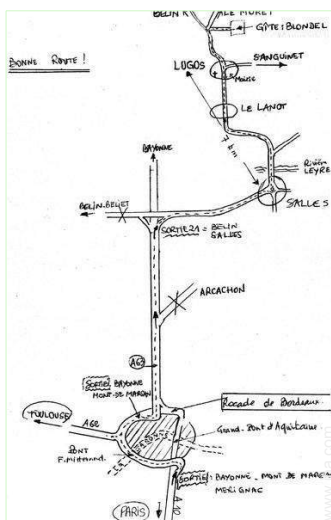 BELIN
LE MURET
GÎTE: BLONDEL
BONNE ROUTE !
SANGUINET
LUGOS
Mairie
LE LANOT
7 km
BAYONNE
Rivière
LEYRE
SALLES
BELIN-BELIET
SORTIE 21 = BELIN
SALLES
ARCACHON
A63
SORTIE: BAYONNE
MONT-DE-MARSAN
TOULOUSE
A62
Rocade de Bordeaux
Grand-Pont d'Aquitaine
PONT
F. Mitterrand
SORTIE: BAYONNE - MONT DE MARS
MERIGNAC
PARIS
A10